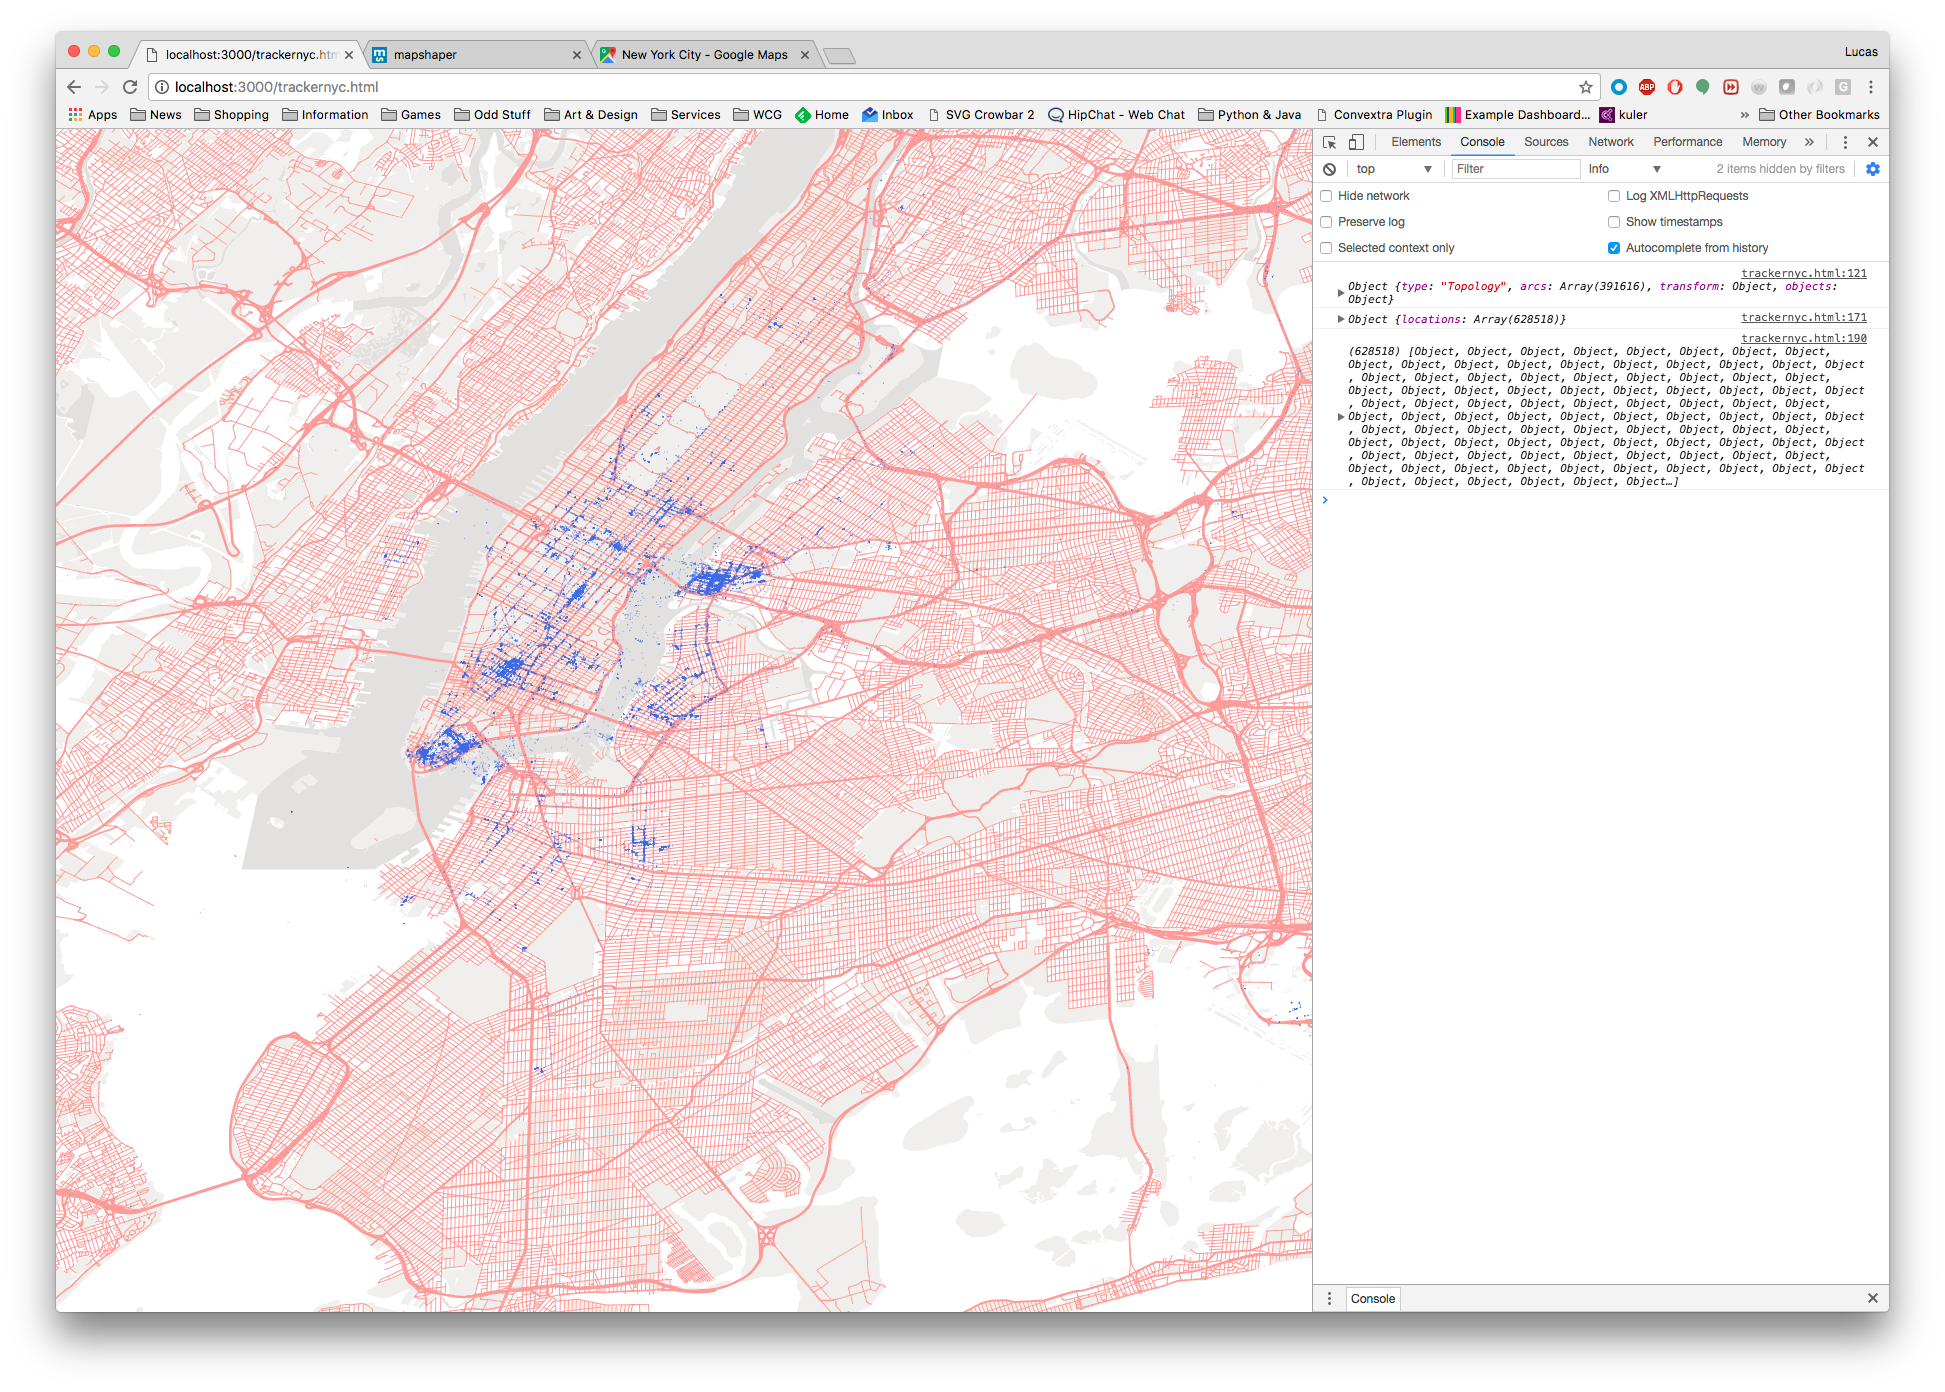 localhost:3000/trackernyc.htm
mapshaper
New York City - Google Maps
Lucas
localhost:3000/trackernyc.html
Apps News Shopping Information Games Odd Stuff Art & Design Services WCG Home Inbox SVG Crowbar 2 HipChat - Web Chat Python & Java Convextra Plugin Example Dashboard... kuler » Other Bookmarks
Elements Console Sources Network Performance Memory »
top Filter Info 2 items hidden by filters
Hide network Log XMLHttpRequests
Preserve log Show timestamps
Selected context only Autocomplete from history
trackernyc.html:121
Object {type: "Topology", arcs: Array(391616), transform: Object, objects:
Object}
Object {locations: Array(628518)} trackernyc.html:171
trackernyc.html:190
(628518) [Object, Object, Object, Object, Object, Object, Object, Object,
Object, Object, Object, Object, Object, Object, Object, Object, Object, Object
, Object, Object, Object, Object, Object, Object, Object, Object, Object,
Object, Object, Object, Object, Object, Object, Object, Object, Object, Object
, Object, Object, Object, Object, Object, Object, Object, Object, Object,
Object, Object, Object, Object, Object, Object, Object, Object, Object, Object
, Object, Object, Object, Object, Object, Object, Object, Object, Object,
Object, Object, Object, Object, Object, Object, Object, Object, Object, Object
, Object, Object, Object, Object, Object, Object, Object, Object, Object,
Object, Object, Object, Object, Object, Object, Object, Object, Object, Object
, Object, Object, Object, Object, Object, Object…]
Console